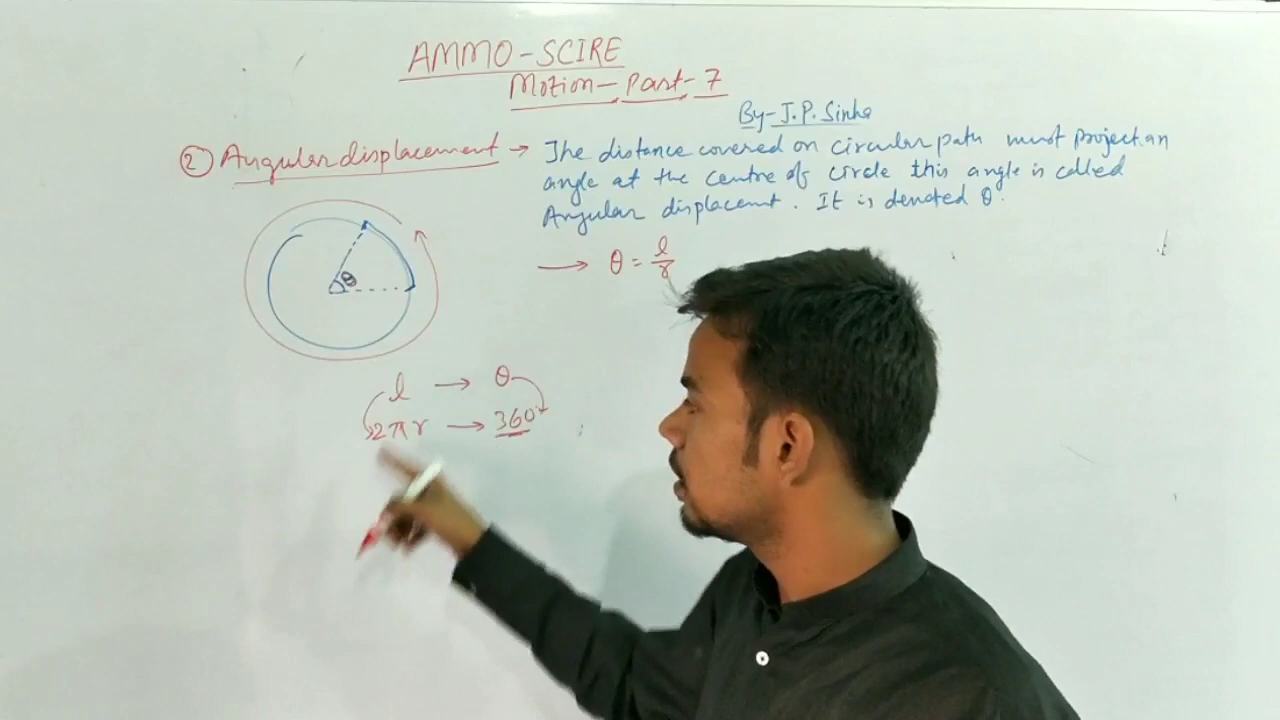 AMMO-SCIRE
Motion-Part-7
By-J.P. Sinha
② Angular displacement → The distance covered on circular path must project an
angle at the centre of circle this angle is called
Angular displacemt. It is denoted θ.
→ θ = l/r
θ
l → θ
2πr → 360°